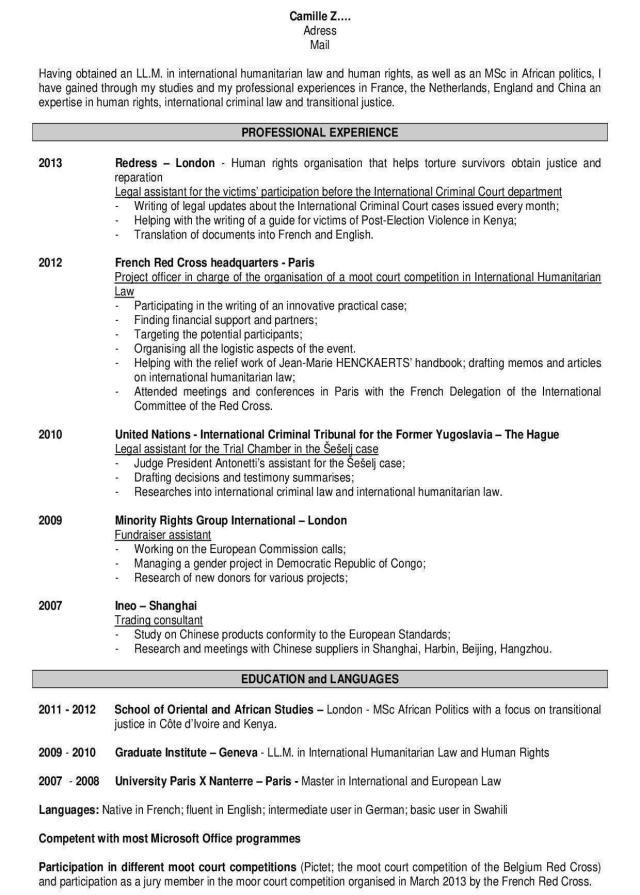 Camille Z....
Adress
Mail
Having obtained an LL.M. in international humanitarian law and human rights, as well as an MSc in African politics, I
have gained through my studies and my professional experiences in France, the Netherlands, England and China an
expertise in human rights, international criminal law and transitional justice.
PROFESSIONAL EXPERIENCE
2013 Redress – London - Human rights organisation that helps torture survivors obtain justice and
reparation
Legal assistant for the victims' participation before the International Criminal Court department
- Writing of legal updates about the International Criminal Court cases issued every month;
- Helping with the writing of a guide for victims of Post-Election Violence in Kenya;
- Translation of documents into French and English.
2012 French Red Cross headquarters - Paris
Project officer in charge of the organisation of a moot court competition in International Humanitarian
Law
- Participating in the writing of an innovative practical case;
- Finding financial support and partners;
- Targeting the potential participants;
- Organising all the logistic aspects of the event.
- Helping with the relief work of Jean-Marie HENCKAERTS' handbook; drafting memos and articles
on international humanitarian law;
- Attended meetings and conferences in Paris with the French Delegation of the International
Committee of the Red Cross.
2010 United Nations - International Criminal Tribunal for the Former Yugoslavia – The Hague
Legal assistant for the Trial Chamber in the Šešelj case
- Judge President Antonetti's assistant for the Šešelj case;
- Drafting decisions and testimony summarises;
- Researches into international criminal law and international humanitarian law.
2009 Minority Rights Group International – London
Fundraiser assistant
- Working on the European Commission calls;
- Managing a gender project in Democratic Republic of Congo;
- Research of new donors for various projects;
2007 Ineo – Shanghai
Trading consultant
- Study on Chinese products conformity to the European Standards;
- Research and meetings with Chinese suppliers in Shanghai, Harbin, Beijing, Hangzhou.
EDUCATION and LANGUAGES
2011 - 2012 School of Oriental and African Studies – London - MSc African Politics with a focus on transitional
justice in Côte d'Ivoire and Kenya.
2009 - 2010 Graduate Institute – Geneva - LL.M. in International Humanitarian Law and Human Rights
2007 - 2008 University Paris X Nanterre – Paris - Master in International and European Law
Languages: Native in French; fluent in English; intermediate user in German; basic user in Swahili
Competent with most Microsoft Office programmes
Participation in different moot court competitions (Pictet; the moot court competition of the Belgium Red Cross)
and participation as a jury member in the moor court competition organised in March 2013 by the French Red Cross.